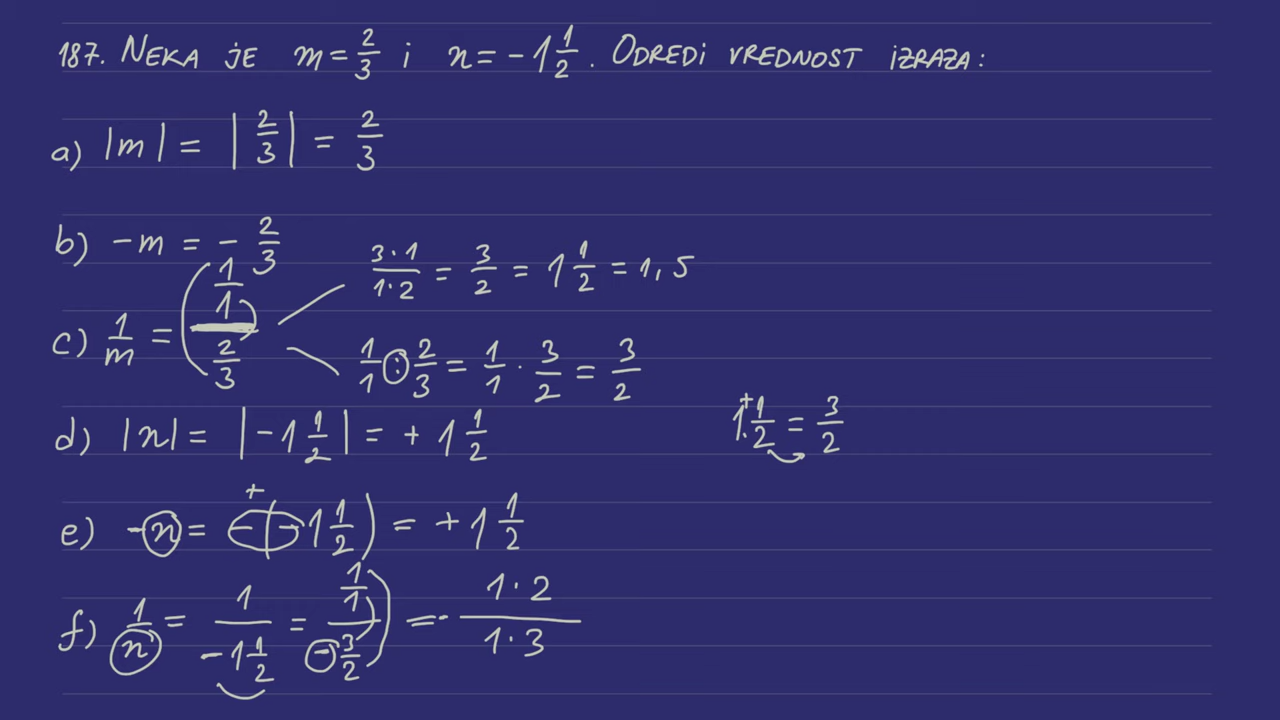 187. NEKA JE m = 2/3 i n = -1 1/2. ODREDI VREDNOST IZRAZA:
a) |m| = |2/3| = 2/3
b) -m = - 2/3
c) 1/m = (1/1)/(2/3)
3·1/1·2 = 3/2 = 1 1/2 = 1,5
1/1 : 2/3 = 1/1 · 3/2 = 3/2
d) |n| = |-1 1/2| = + 1 1/2
1 + 1/2 = 3/2
e) -n = -(-1 1/2) = + 1 1/2
+
f) 1/n = 1/(-1 1/2) = (1/1)/(-3/2) = - 1·2/1·3